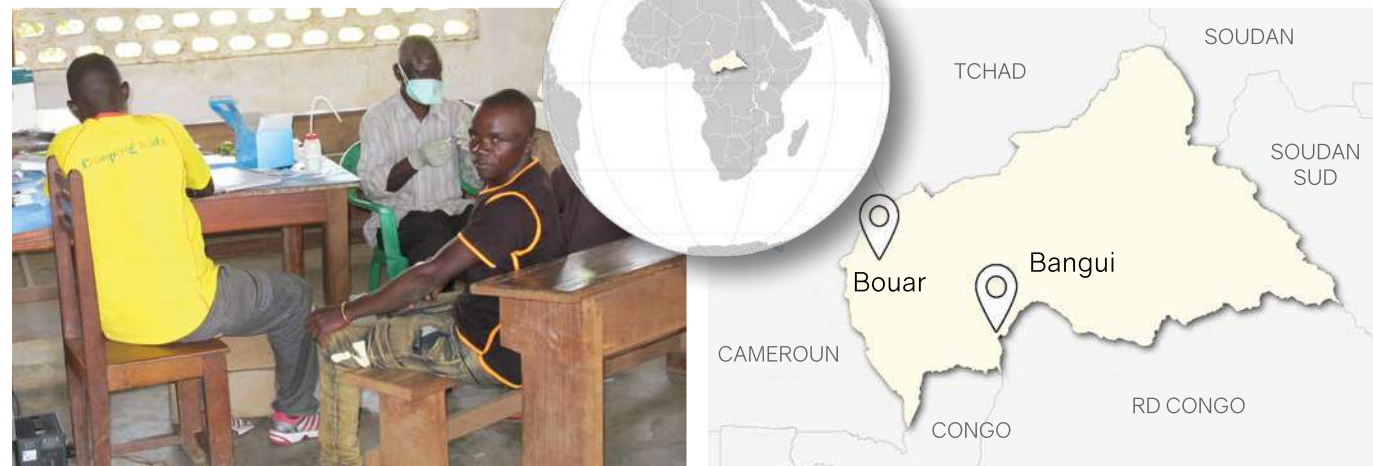 SOUDAN
TCHAD
SOUDAN
SUD
Bangui
Bouar
CAMEROUN
RD CONGO
CONGO